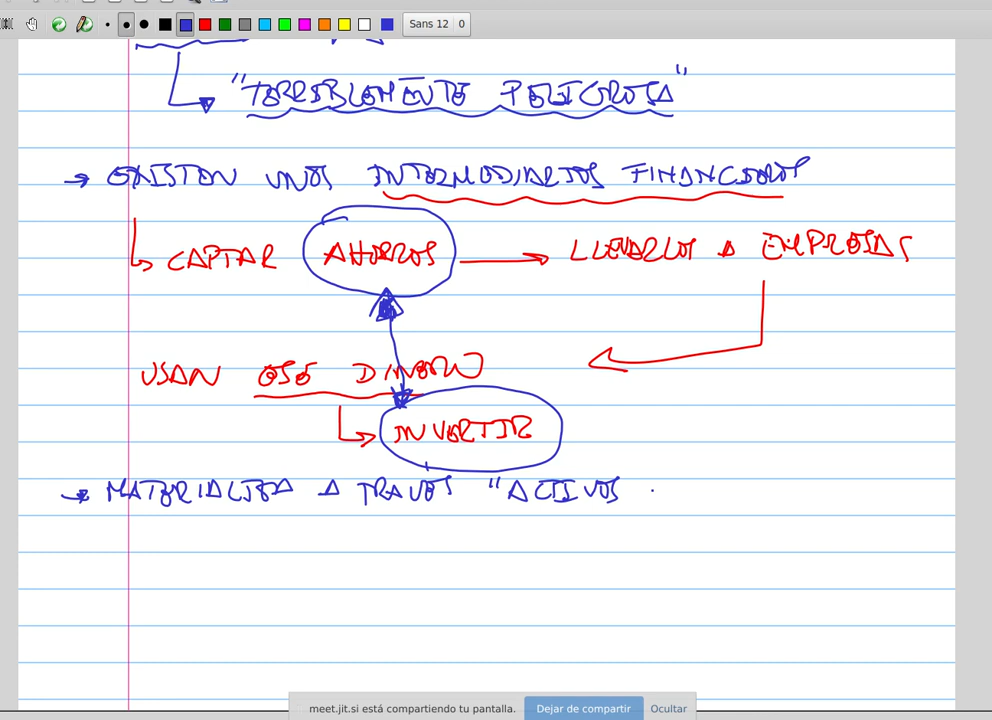 Sans 12 0
"TERRIBLEMENTE PELIGROSA"
→ EXISTEN UNOS INTERMEDIARIOS FINANCIEROS
CAPTAR AHORROS → LLEVARLOS A EMPRESAS
USAN ESE DINERO
INVERTIR
→ MATERIALIZA A TRAVÉS "ACTIVOS
meet.jit.si está compartiendo tu pantalla. Dejar de compartir Ocultar